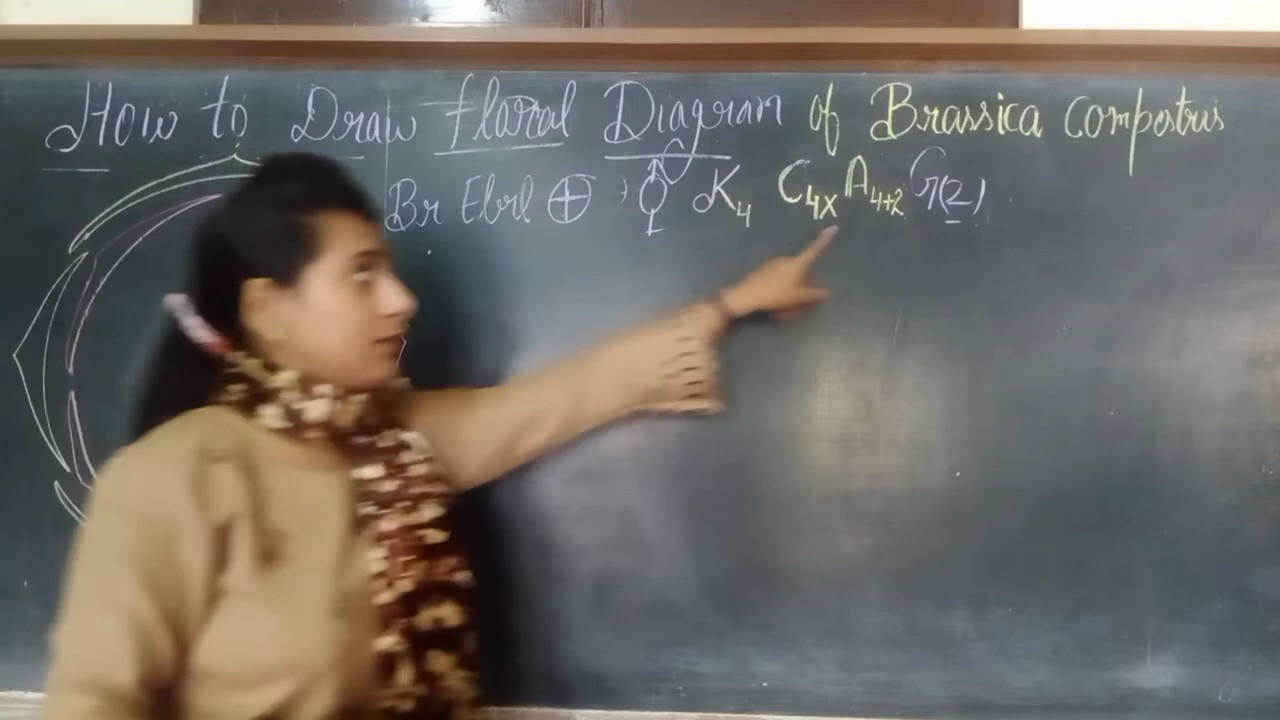 How to Draw Floral Diagram of Brassica Compestris
Br Ebrl ⊕ ⚥ K4 C4x A4+2 G(2)